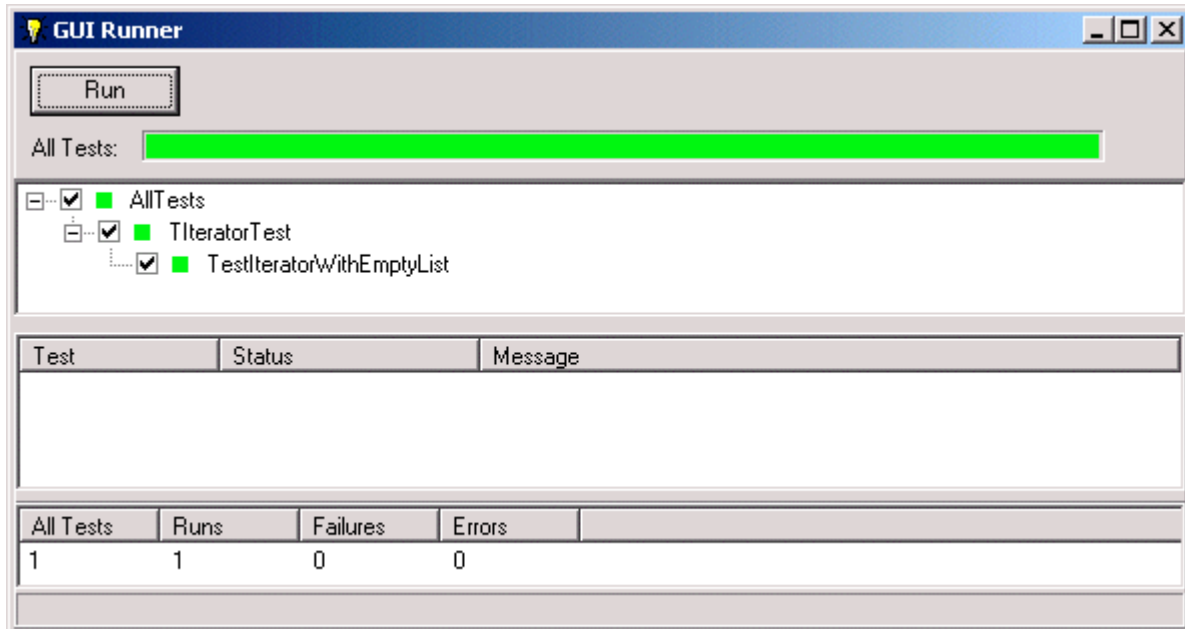 GUI Runner
Run
All Tests:
AllTests
TIteratorTest
TestIteratorWithEmptyList
Test Status Message
All Tests Runs Failures Errors
1 1 0 0